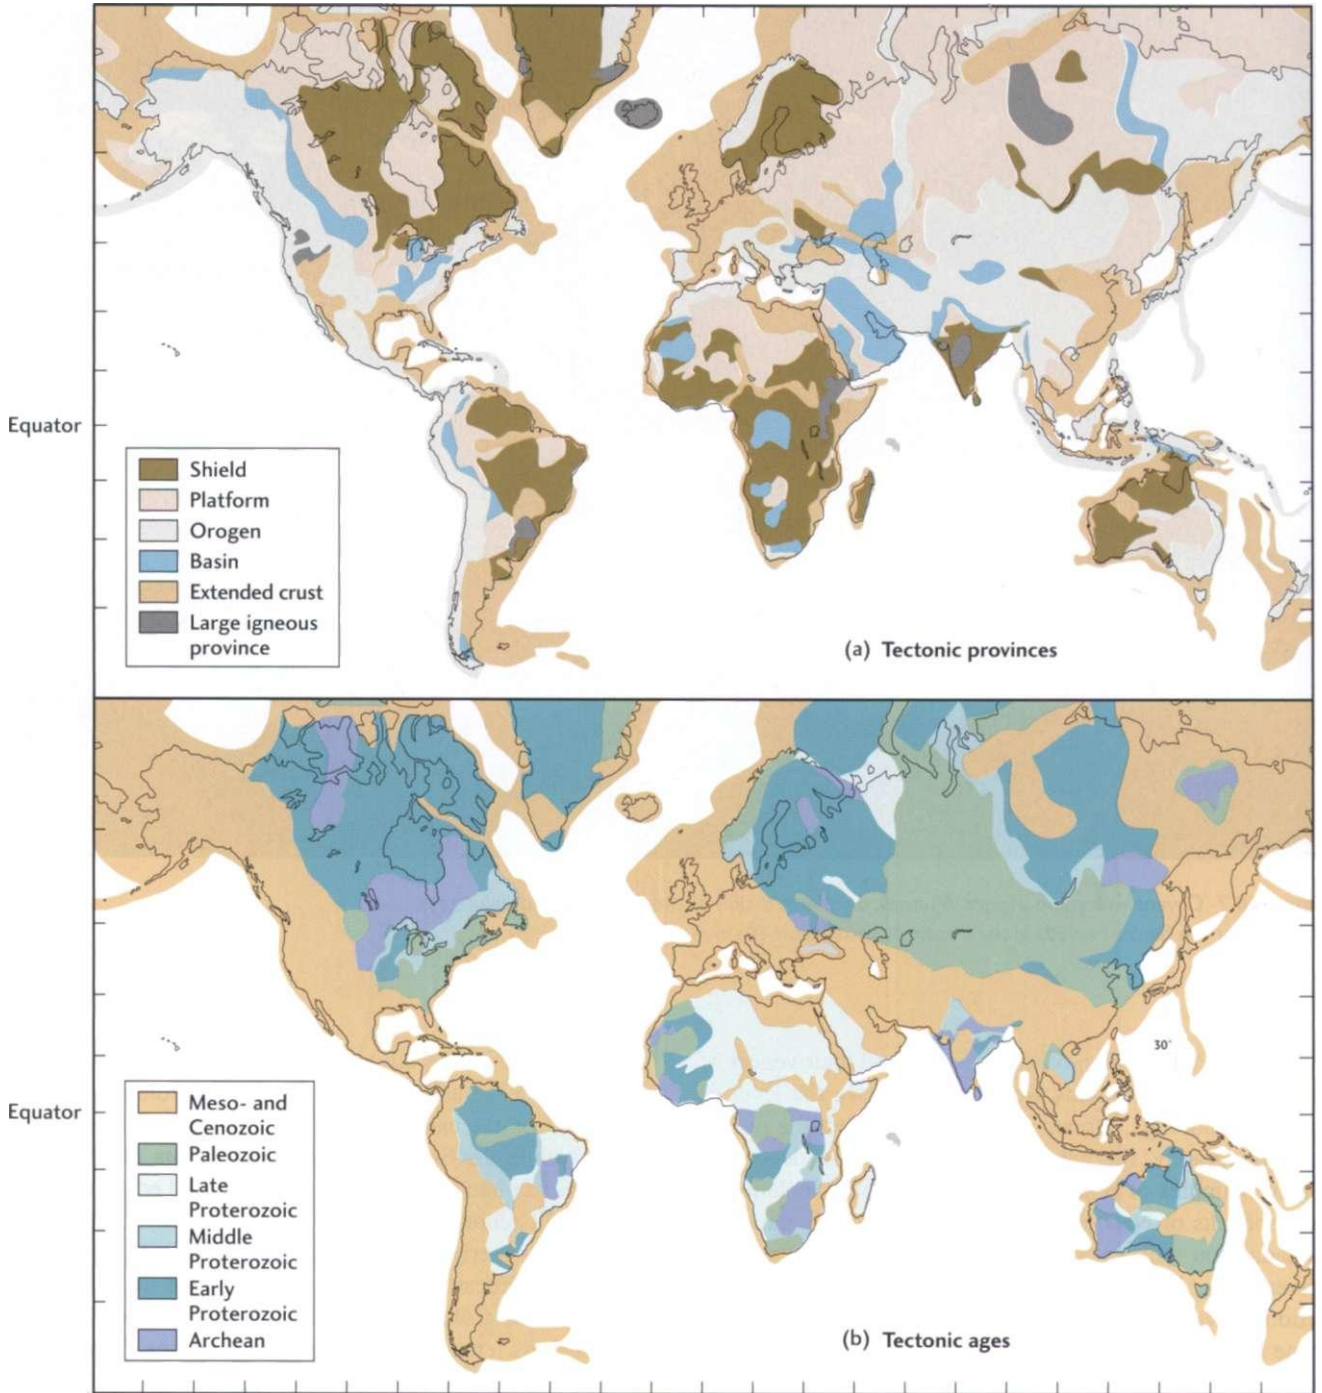 Equator
Shield
Platform
Orogen
Basin
Extended crust
Large igneous
province
(a) Tectonic provinces
30°
Equator
Meso- and
Cenozoic
Paleozoic
Late
Proterozoic
Middle
Proterozoic
Early
Proterozoic
Archean
(b) Tectonic ages